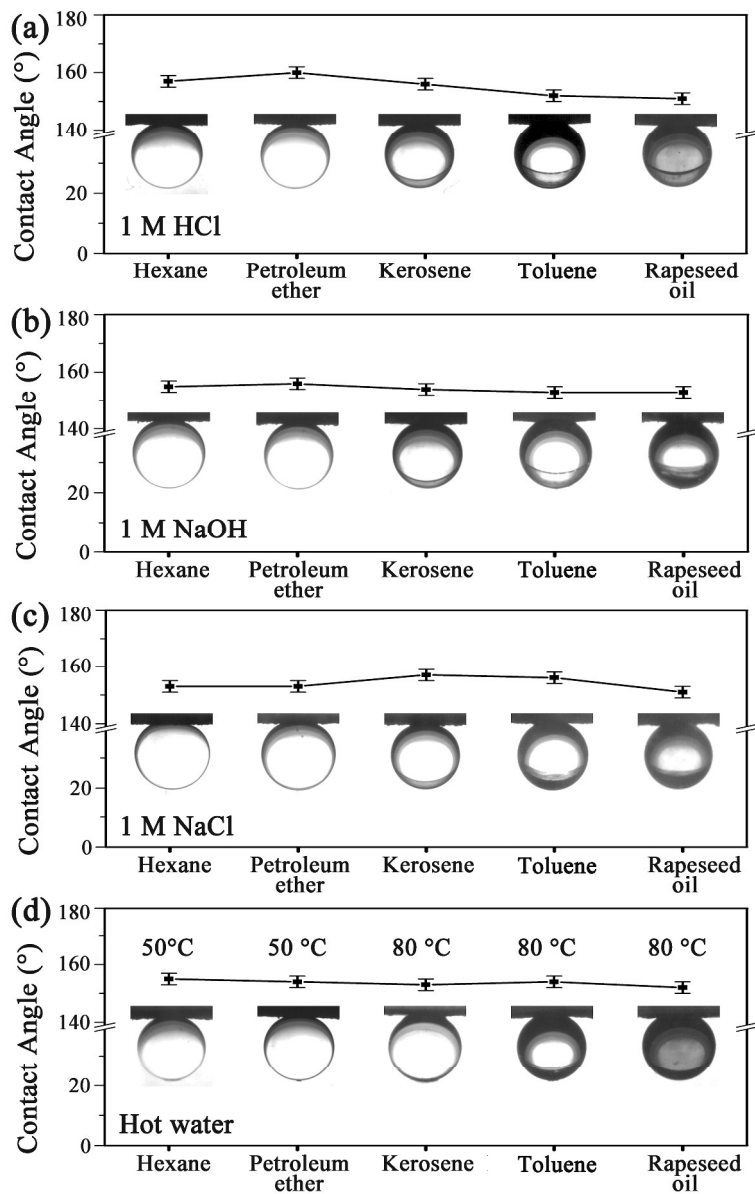 (a)
180
160
140
20
0
Contact Angle (°)
1 M HCl
Hexane
Petroleum
ether
Kerosene
Toluene
Rapeseed
oil
(b)
180
160
140
20
0
Contact Angle (°)
1 M NaOH
Hexane
Petroleum
ether
Kerosene
Toluene
Rapeseed
oil
(c)
180
160
140
20
0
Contact Angle (°)
1 M NaCl
Hexane
Petroleum
ether
Kerosene
Toluene
Rapeseed
oil
(d)
180
160
140
20
0
Contact Angle (°)
50°C
50 °C
80 °C
80 °C
80 °C
Hot water
Hexane
Petroleum
ether
Kerosene
Toluene
Rapeseed
oil